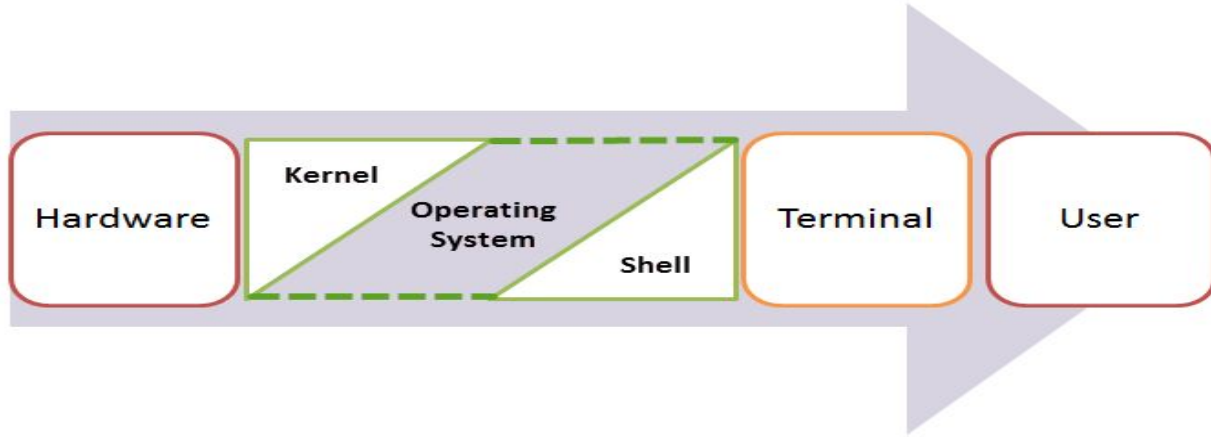 Hardware
Kernel
Operating
System
Shell
Terminal
User